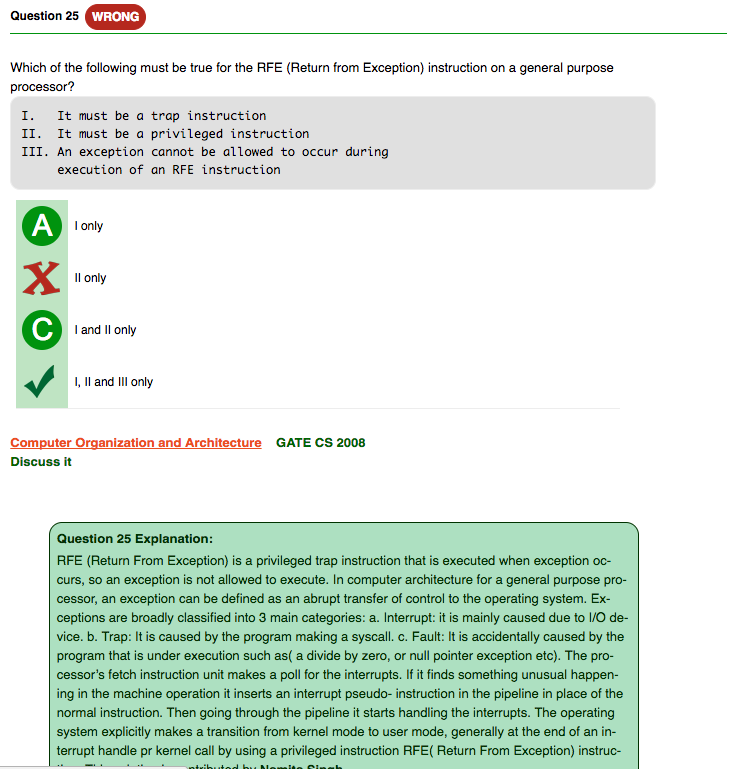 Question 25 WRONG
Which of the following must be true for the RFE (Return from Exception) instruction on a general purpose
processor?
I. It must be a trap instruction
II. It must be a privileged instruction
III. An exception cannot be allowed to occur during
execution of an RFE instruction
A I only
II only
C I and II only
I, II and III only
Computer Organization and Architecture GATE CS 2008
Discuss it
Question 25 Explanation:
RFE (Return From Exception) is a privileged trap instruction that is executed when exception oc-
curs, so an exception is not allowed to execute. In computer architecture for a general purpose pro-
cessor, an exception can be defined as an abrupt transfer of control to the operating system. Ex-
ceptions are broadly classified into 3 main categories: a. Interrupt: it is mainly caused due to I/O de-
vice. b. Trap: It is caused by the program making a syscall. c. Fault: It is accidentally caused by the
program that is under execution such as( a divide by zero, or null pointer exception etc). The pro-
cessor's fetch instruction unit makes a poll for the interrupts. If it finds something unusual happen-
ing in the machine operation it inserts an interrupt pseudo- instruction in the pipeline in place of the
normal instruction. Then going through the pipeline it starts handling the interrupts. The operating
system explicitly makes a transition from kernel mode to user mode, generally at the end of an in-
terrupt handle pr kernel call by using a privileged instruction RFE( Return From Exception) instruc-